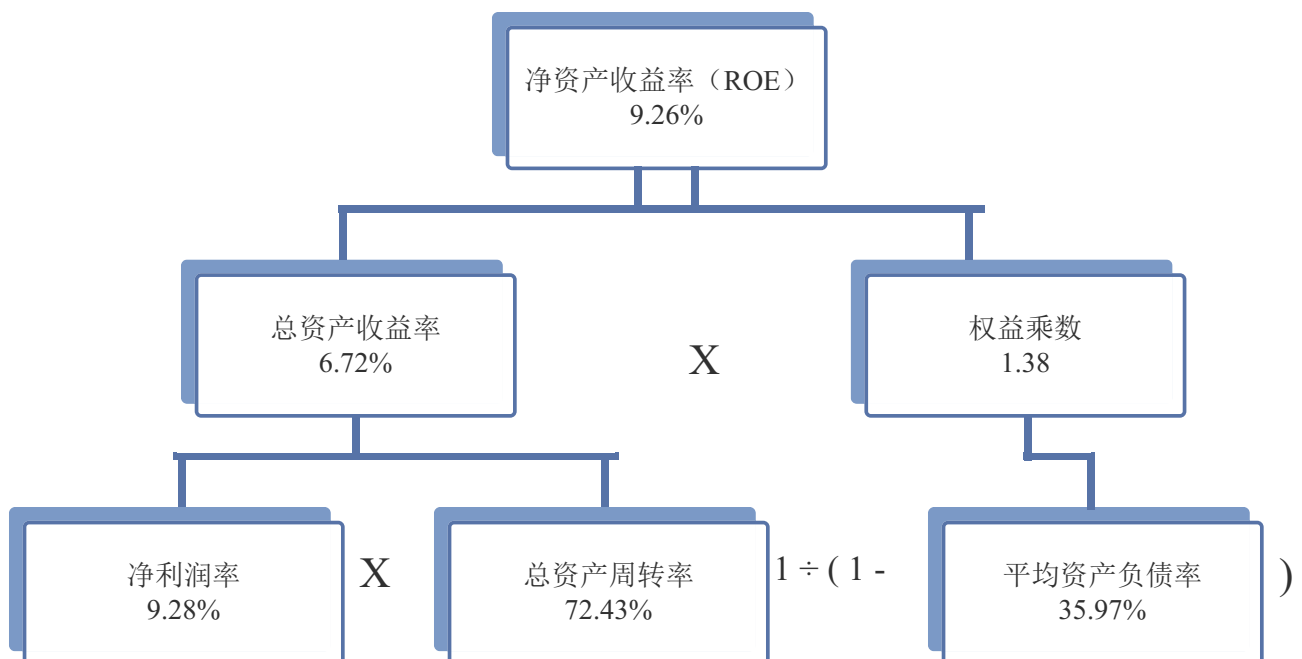 净资产收益率（ROE）
9.26%
总资产收益率
6.72%
X
权益乘数
1.38
净利润率
9.28%
X
总资产周转率
72.43%
1 ÷ ( 1 -
平均资产负债率
35.97%
)